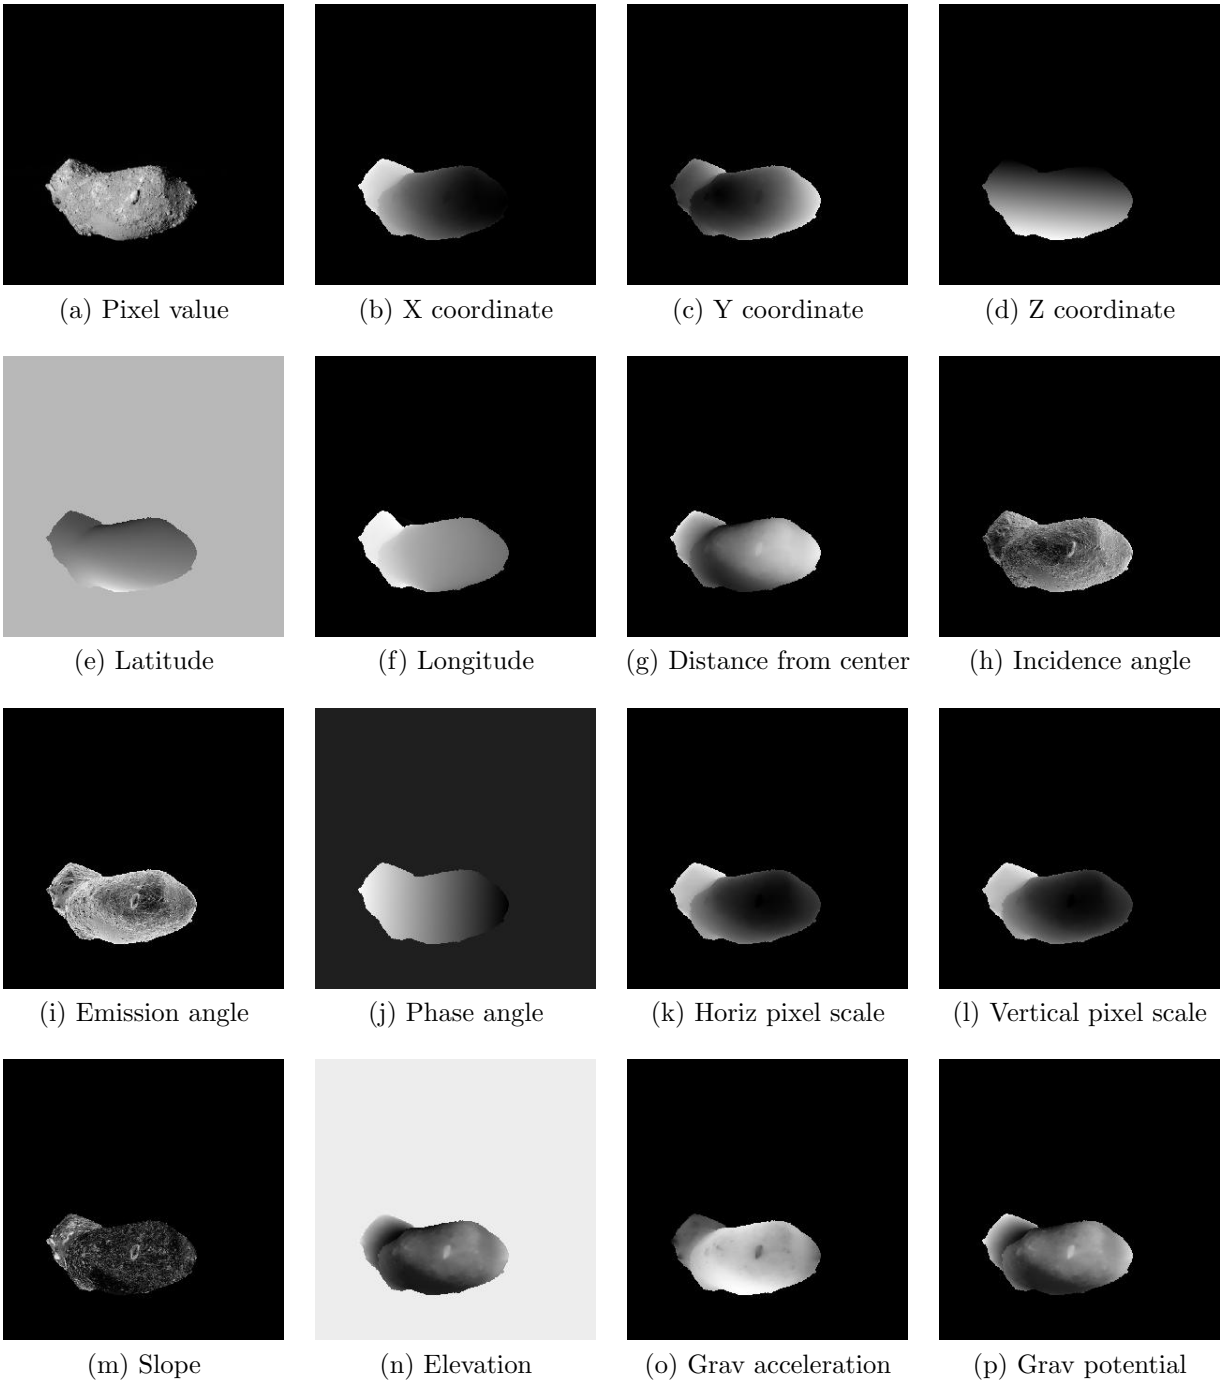 (a) Pixel value
(b) X coordinate
(c) Y coordinate
(d) Z coordinate
(e) Latitude
(f) Longitude
(g) Distance from center
(h) Incidence angle
(i) Emission angle
(j) Phase angle
(k) Horiz pixel scale
(l) Vertical pixel scale
(m) Slope
(n) Elevation
(o) Grav acceleration
(p) Grav potential